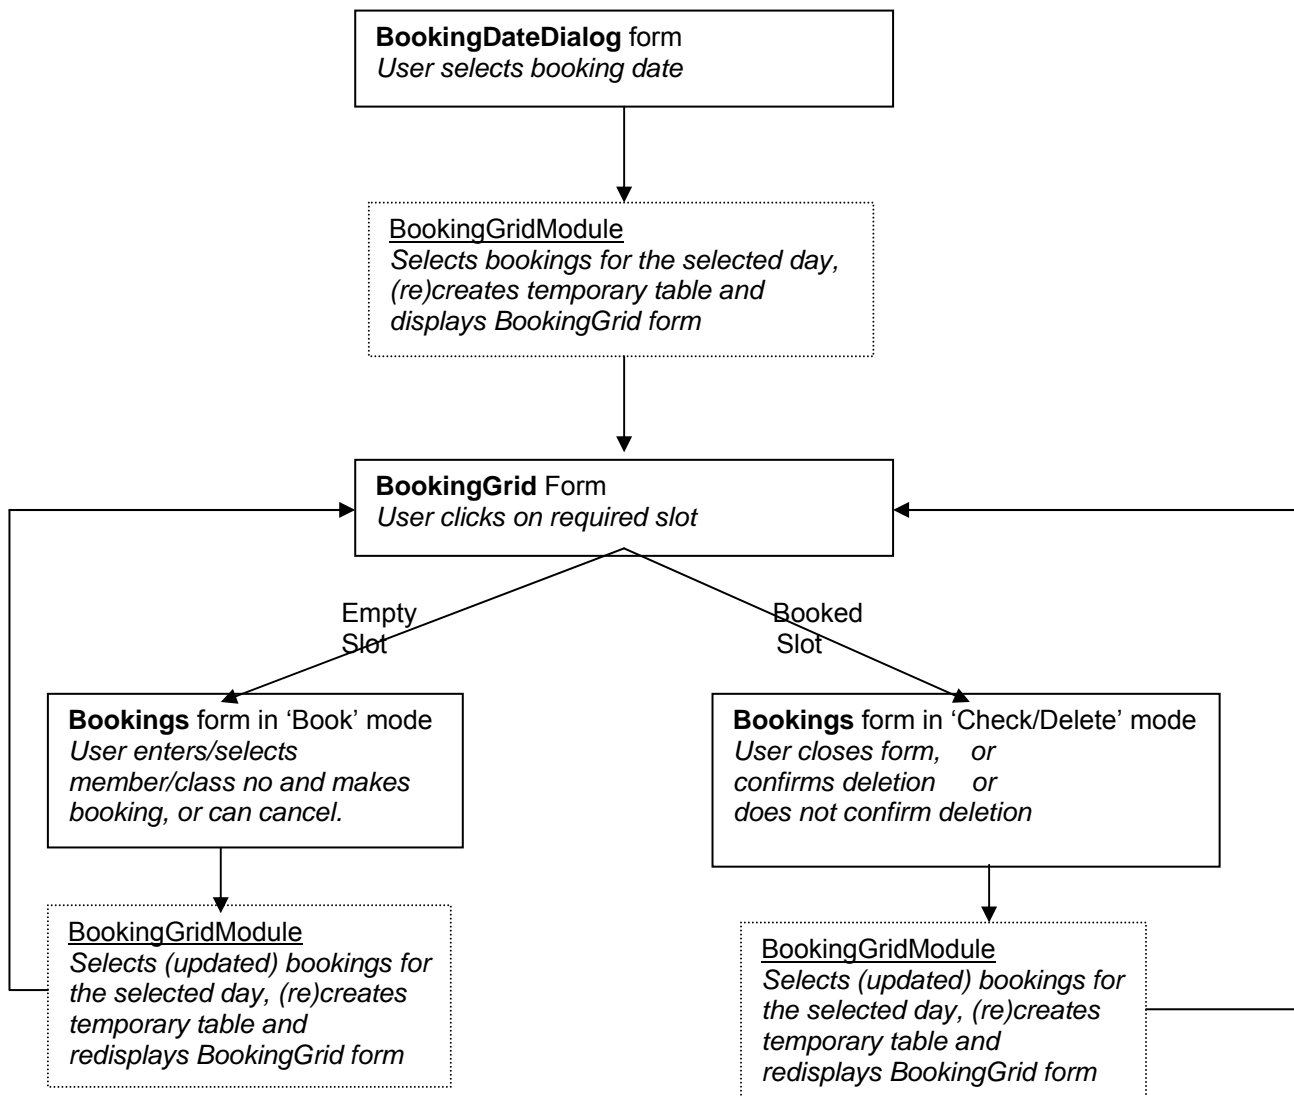 BookingDateDialog form
User selects booking date
BookingGridModule
Selects bookings for the selected day,
(re)creates temporary table and
displays BookingGrid form
BookingGrid Form
User clicks on required slot
Empty
Slot
Booked
Slot
Bookings form in ‘Book’ mode
User enters/selects
member/class no and makes
booking, or can cancel.
Bookings form in ‘Check/Delete’ mode
User closes form, or
confirms deletion or
does not confirm deletion
BookingGridModule
Selects (updated) bookings for
the selected day, (re)creates
temporary table and
redisplays BookingGrid form
BookingGridModule
Selects (updated) bookings for
the selected day, (re)creates
temporary table and
redisplays BookingGrid form